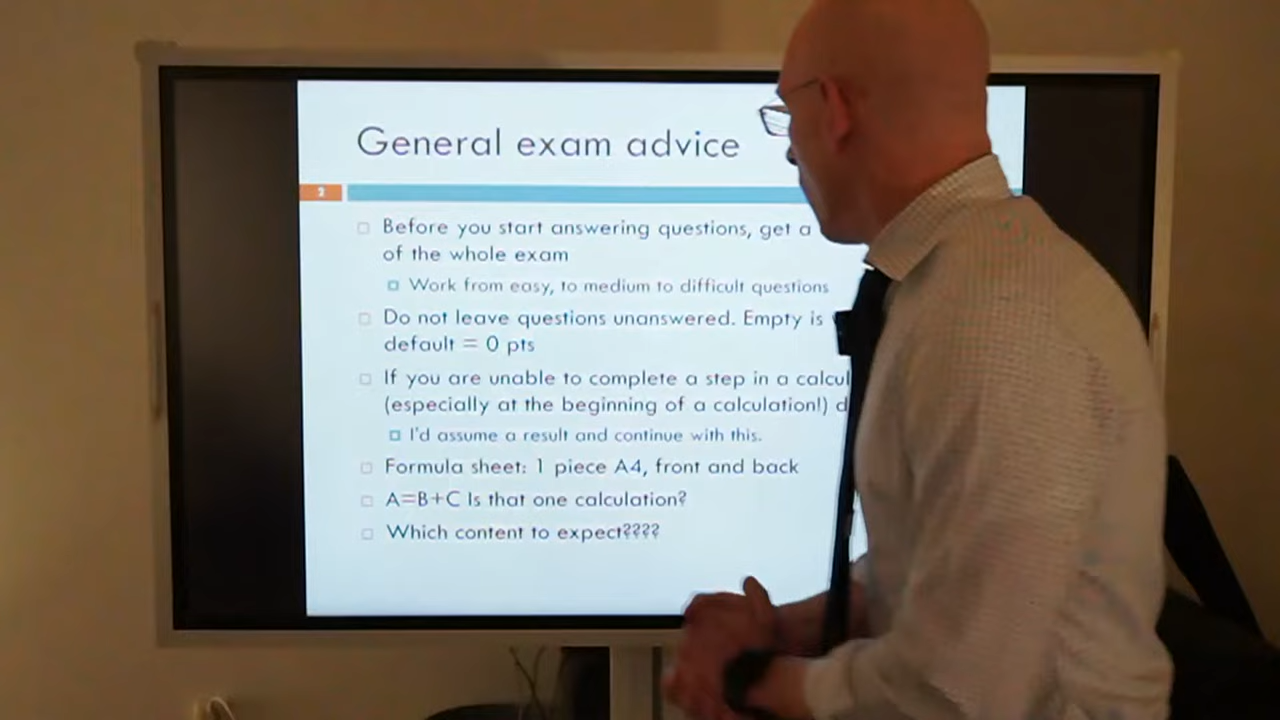 General exam advice
2
Before you start answering questions, get a
of the whole exam
Work from easy, to medium to difficult questions
Do not leave questions unanswered. Empty is
default = 0 pts
If you are unable to complete a step in a calcul
(especially at the beginning of a calculation!) d
I'd assume a result and continue with this.
Formula sheet: 1 piece A4, front and back
A=B+C Is that one calculation?
Which content to expect????